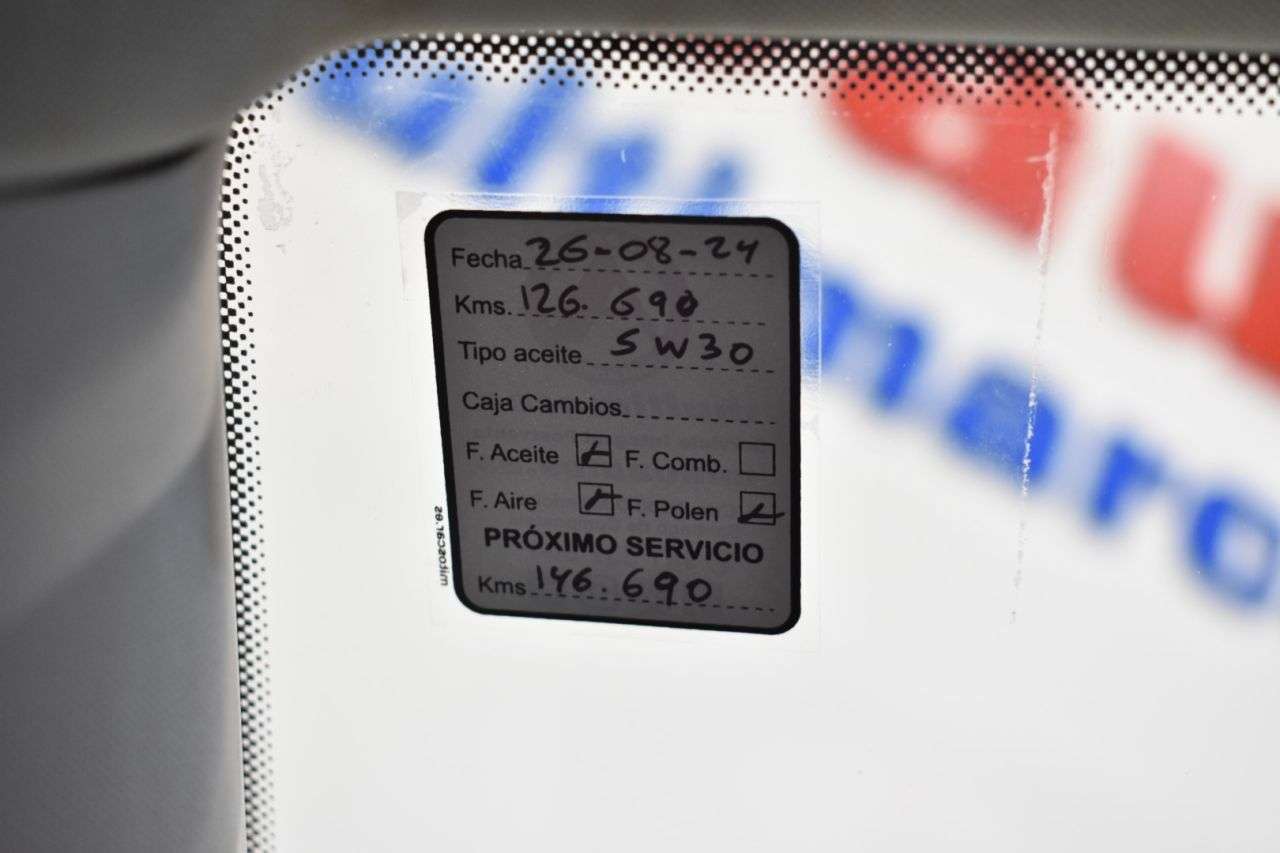 Fecha 26-08-24
Kms. 126.690
Tipo aceite 5W30
Caja Cambios
F. Aceite F. Comb.
F. Aire F. Polen
PRÓXIMO SERVICIO
Kms 146.690